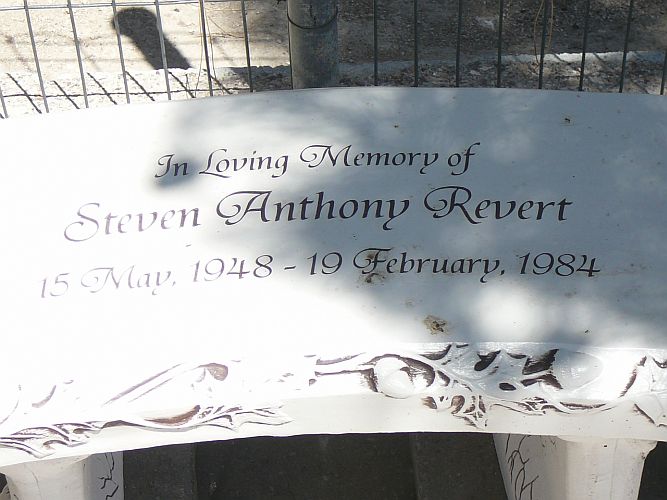 In Loving Memory of
Steven Anthony Revert
15 May, 1948 - 19 February, 1984